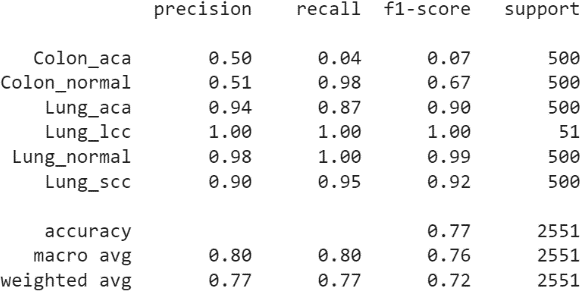 precision recall f1-score support
Colon_aca 0.50 0.04 0.07 500
Colon_normal 0.51 0.98 0.67 500
Lung_aca 0.94 0.87 0.90 500
Lung_lcc 1.00 1.00 1.00 51
Lung_normal 0.98 1.00 0.99 500
Lung_scc 0.90 0.95 0.92 500
accuracy 0.77 2551
macro avg 0.80 0.80 0.76 2551
weighted avg 0.77 0.77 0.72 2551